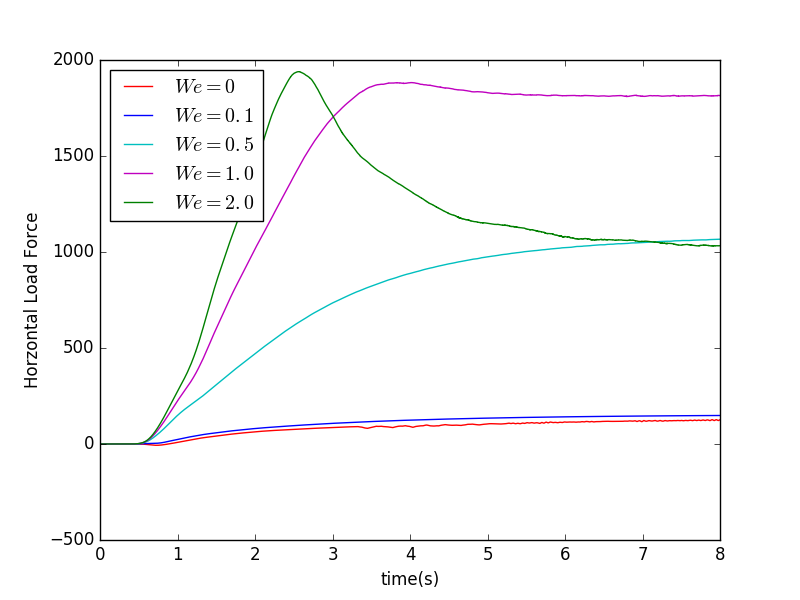 2000
1500
1000
500
0
−500
Horzontal Load Force
We = 0
We = 0.1
We = 0.5
We = 1.0
We = 2.0
0 1 2 3 4 5 6 7 8
time(s)